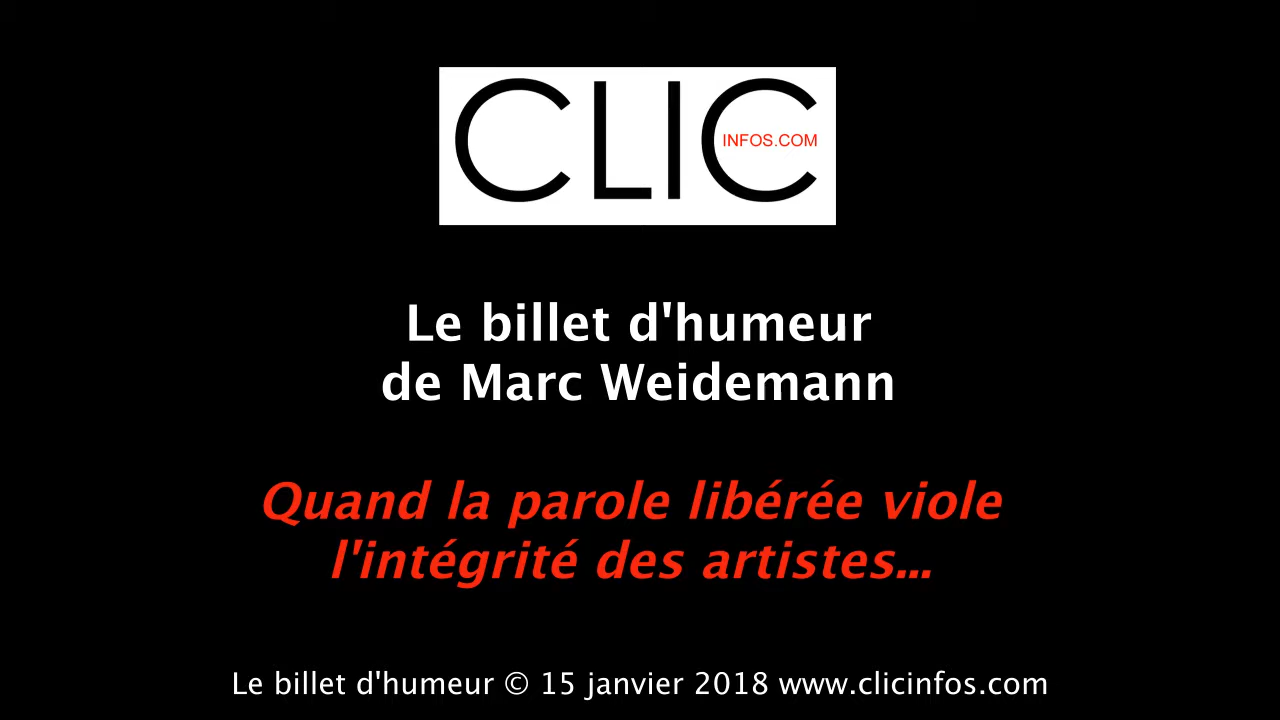 CLIC
INFOS.COM
Le billet d'humeur
de Marc Weidemann
Quand la parole libérée viole
l'intégrité des artistes...
Le billet d'humeur © 15 janvier 2018 www.clicinfos.com